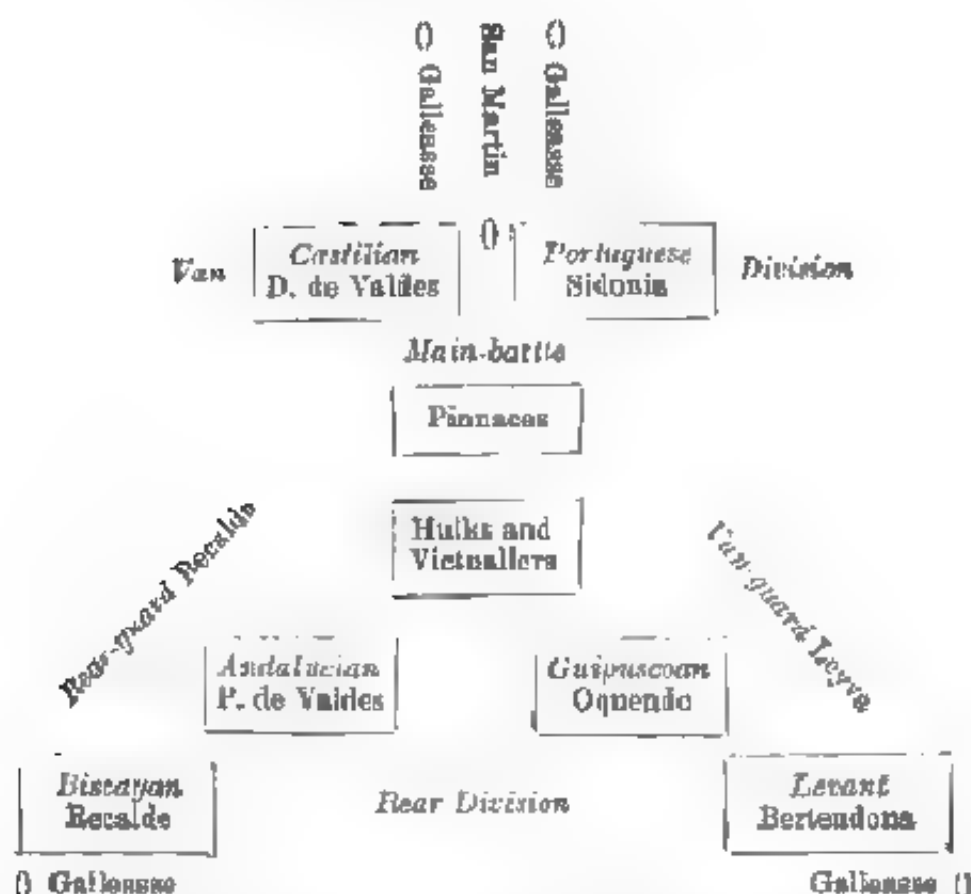 () Galleasse
San Martin
() Galleasse
Van
Castilian
D. de Valdes
()
Portuguese
Sidonia
Division
Main-battle
Pinnaces
Hulks and
Victuallers
Rear-guard Recalde
Van-guard Leyva
Andalucian
P. de Valdes
Guipuscoan
Oquendo
Biscayan
Recalde
Rear Division
Levant
Bertendona
() Galleasse
Galleasse ()